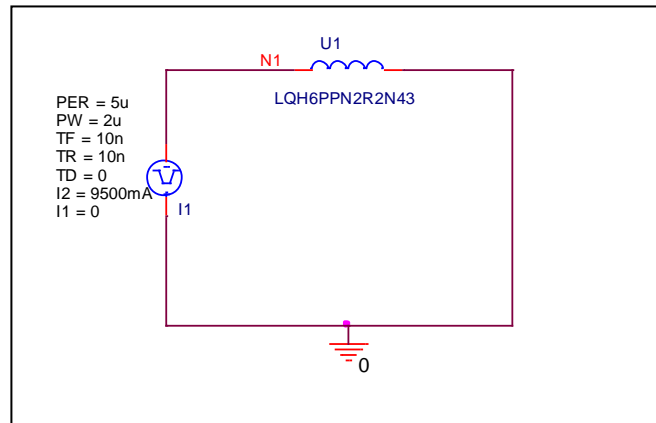 U1
N1
LQH6PPN2R2N43
PER = 5u
PW = 2u
TF = 10n
TR = 10n
TD = 0
I2 = 9500mA
I1 = 0
I1
0